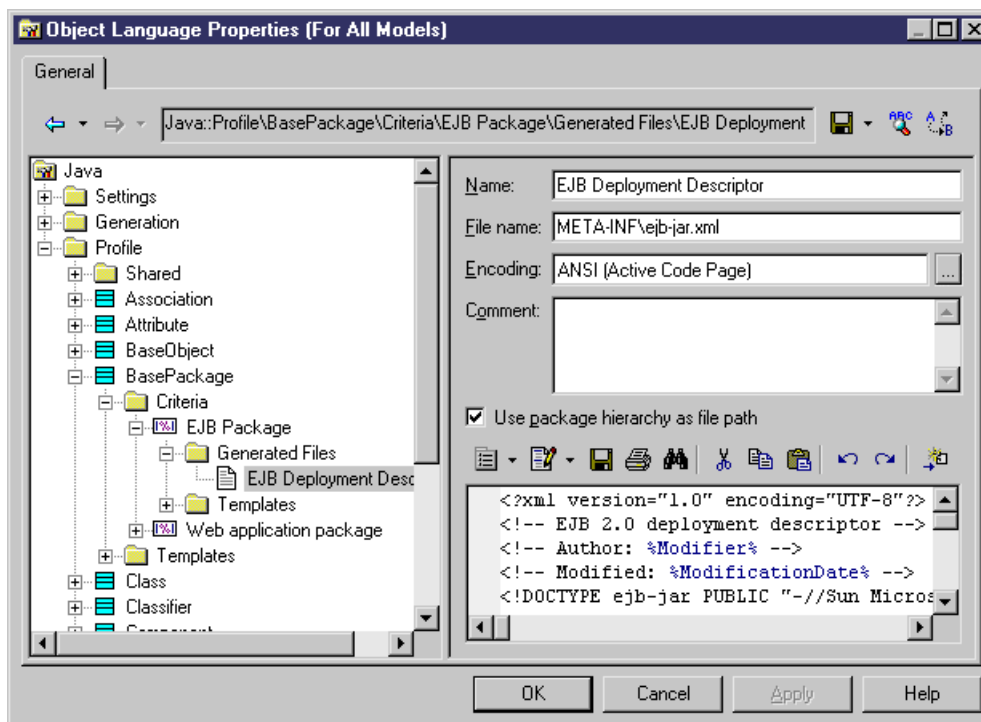 Object Language Properties (For All Models)
General
Java::Profile\BasePackage\Criteria\EJB Package\Generated Files\EJB Deployment
Java
Settings
Generation
Profile
Shared
Association
Attribute
BaseObject
BasePackage
Criteria
EJB Package
Generated Files
EJB Deployment Desc
Templates
Web application package
Templates
Class
Classifier
Component
Name: EJB Deployment Descriptor
File name: META-INF\ejb-jar.xml
Encoding: ANSI (Active Code Page) ...
Comment:
Use package hierarchy as file path
<?xml version="1.0" encoding="UTF-8"?>
<!-- EJB 2.0 deployment descriptor -->
<!-- Author: %Modifier% -->
<!-- Modified: %ModificationDate% -->
<!DOCTYPE ejb-jar PUBLIC "-//Sun Micros
OK Cancel Apply Help